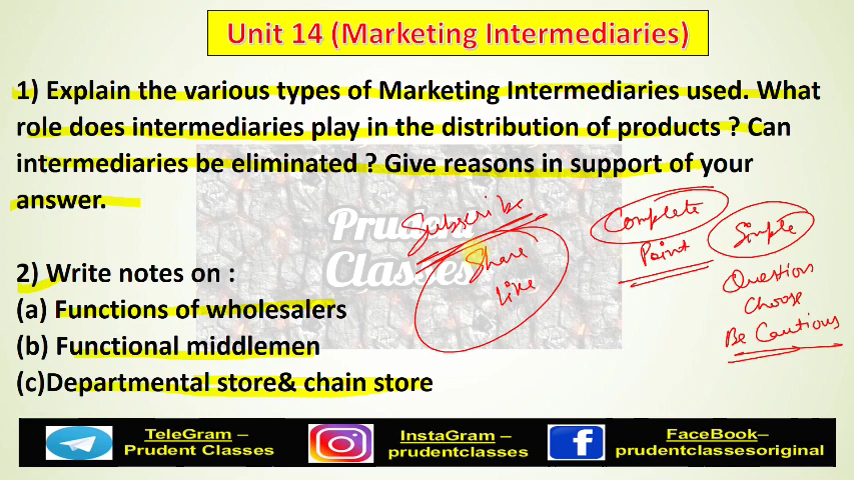 Unit 14 (Marketing Intermediaries)
1) Explain the various types of Marketing Intermediaries used. What
role does intermediaries play in the distribution of products ? Can
intermediaries be eliminated ? Give reasons in support of your
answer.
Prudent
Classes
Subscribe
Share
like
Complete
Point
Simple
Question
Choose
Be Cautious
2) Write notes on :
(a) Functions of wholesalers
(b) Functional middlemen
(c)Departmental store& chain store
TeleGram –
Prudent Classes
InstaGram –
prudentclasses
FaceBook–
prudentclassesoriginal